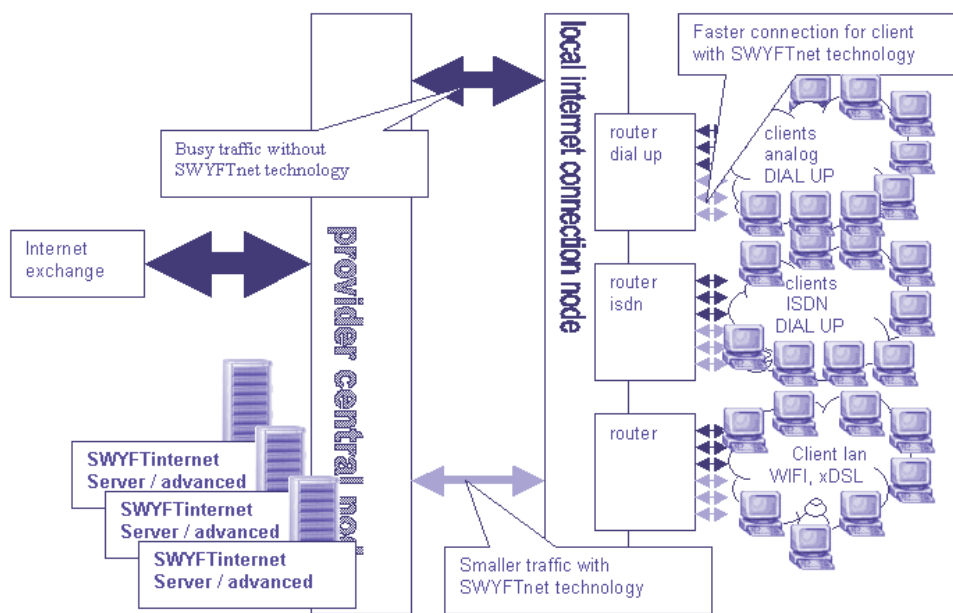 Faster connection for client
with SWYFTnet technology
local internet connection node
router
dial up
clients
analog
DIAL UP
Busy traffic without
SWYFTnet technology
Internet
exchange
provider central node
router
isdn
clients
ISDN
DIAL UP
router
Client lan
WIFI, xDSL
SWYFTinternet
Server / advanced
SWYFTinternet
Server / advanced
SWYFTinternet
Server / advanced
Smaller traffic with
SWYFTnet technology